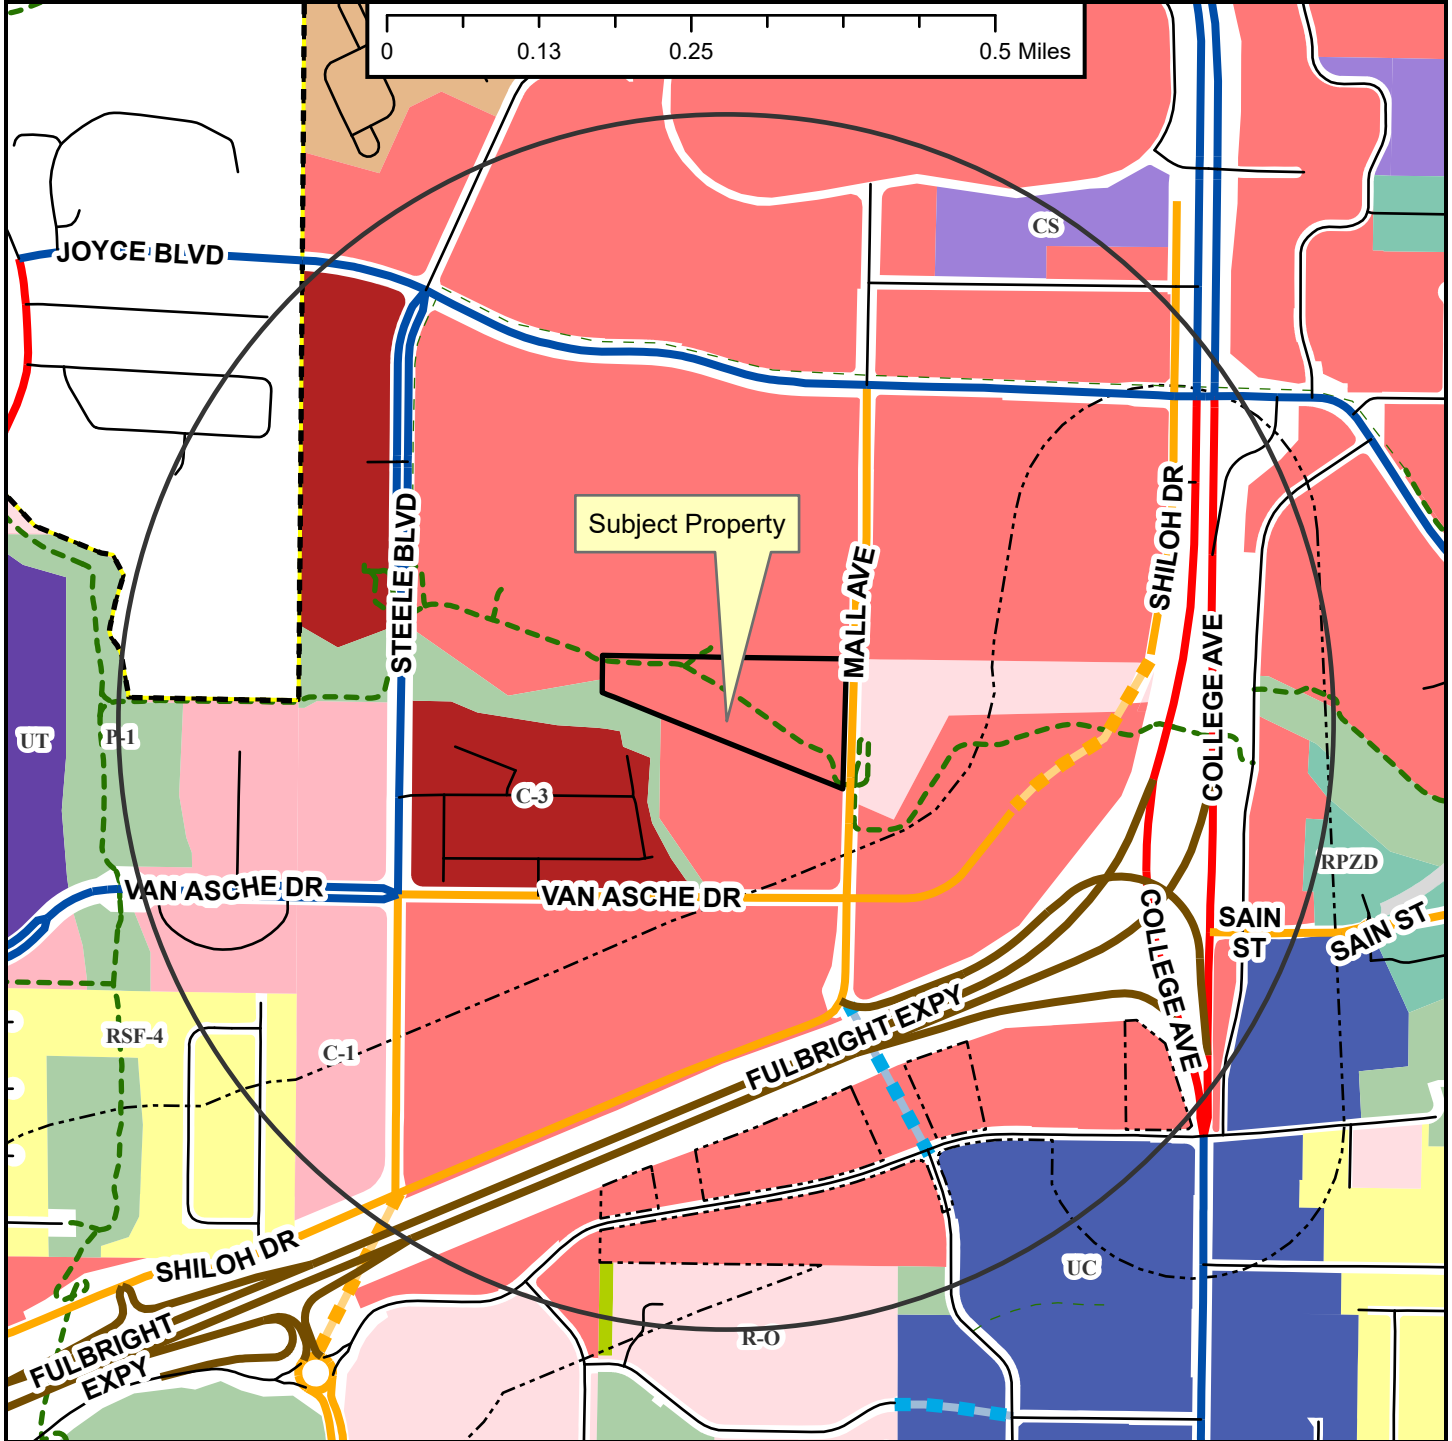 0 0.13 0.25 0.5 Miles
JOYCE BLVD
CS
Subject Property
STEELE BLVD
MALL AVE
SHILOH DR
COLLEGE AVE
UT
P-1
C-3
VAN ASCHE DR
VAN ASCHE DR
RPZD
SAIN
ST
SAIN ST
COLLEGE AVE
RSF-4
C-1
FULBRIGHT EXPY
SHILOH DR
UC
R-O
FULBRIGHT
EXPY